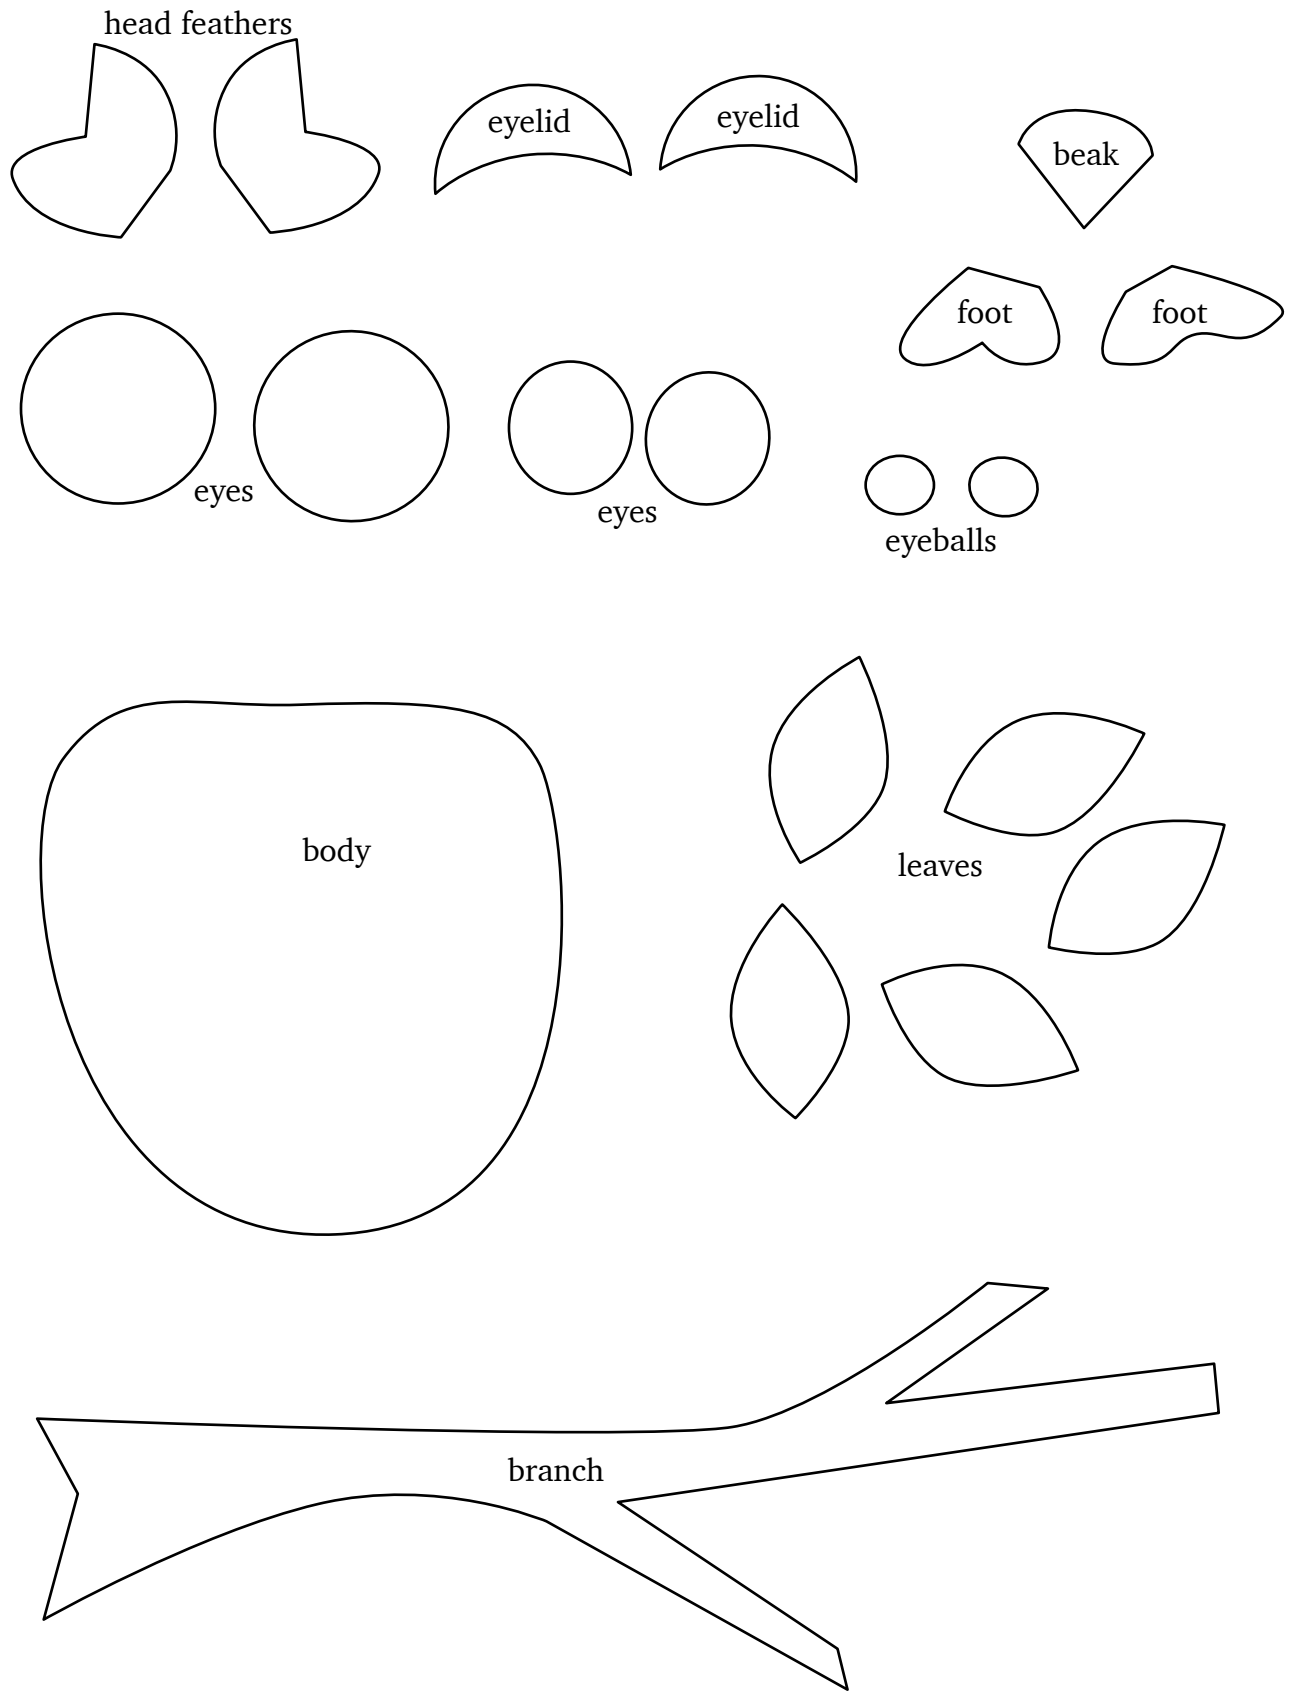 head feathers
eyelid
eyelid
beak
foot
foot
eyes
eyes
eyeballs
body
leaves
branch